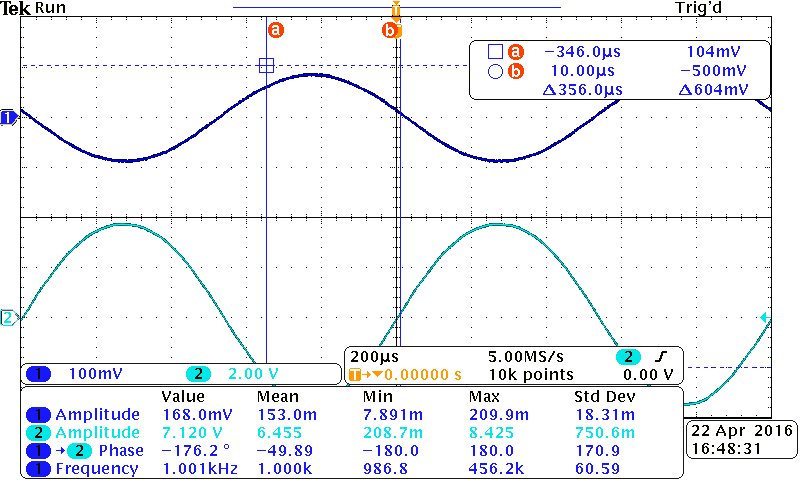 Tek Run Trig'd
T
a b
a −346.0µs 104mV
b 10.00µs −500mV
Δ356.0µs Δ604mV
1
2
1 100mV 2 2.00 V
200µs 5.00MS/s 2
T→▼0.00000 s 10k points 0.00 V
Value Mean Min Max Std Dev
1 Amplitude 168.0mV 153.0m 7.891m 209.9m 18.31m
2 Amplitude 7.120 V 6.455 208.7m 8.425 750.6m
1 → 2 Phase −176.2 ° −49.89 −180.0 180.0 170.9
1 Frequency 1.001kHz 1.000k 986.8 456.2k 60.59
22 Apr 2016
16:48:31